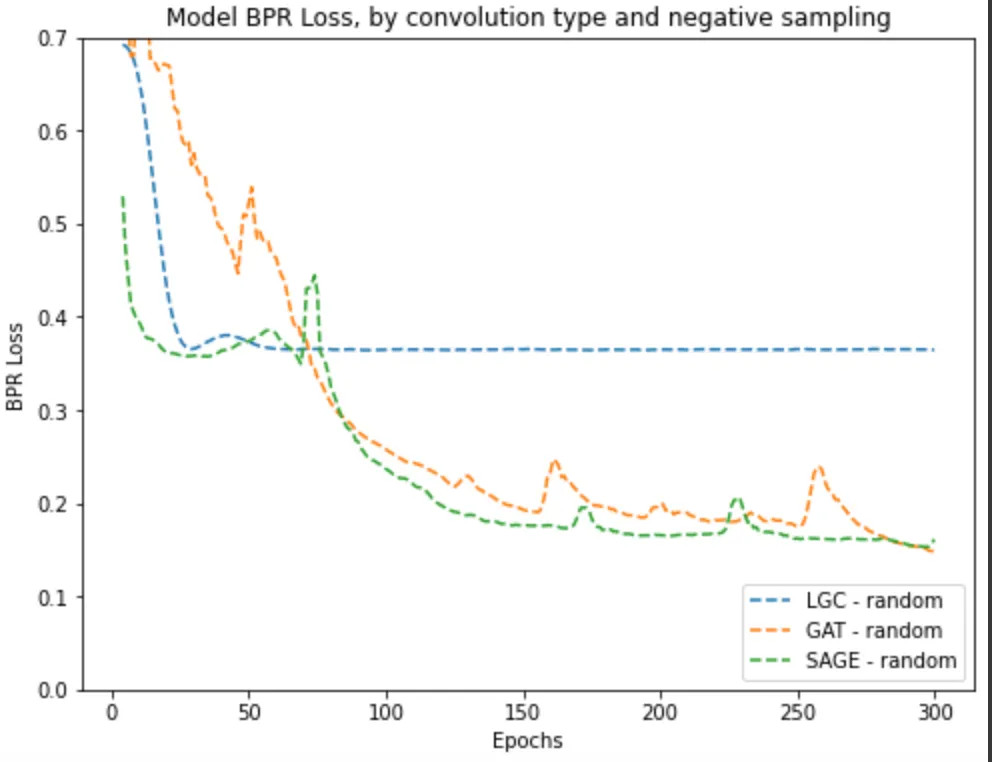 Model BPR Loss, by convolution type and negative sampling
0.7
0.6
0.5
0.4
0.3
0.2
0.1
0.0
BPR Loss
0 50 100 150 200 250 300
Epochs
LGC - random
GAT - random
SAGE - random